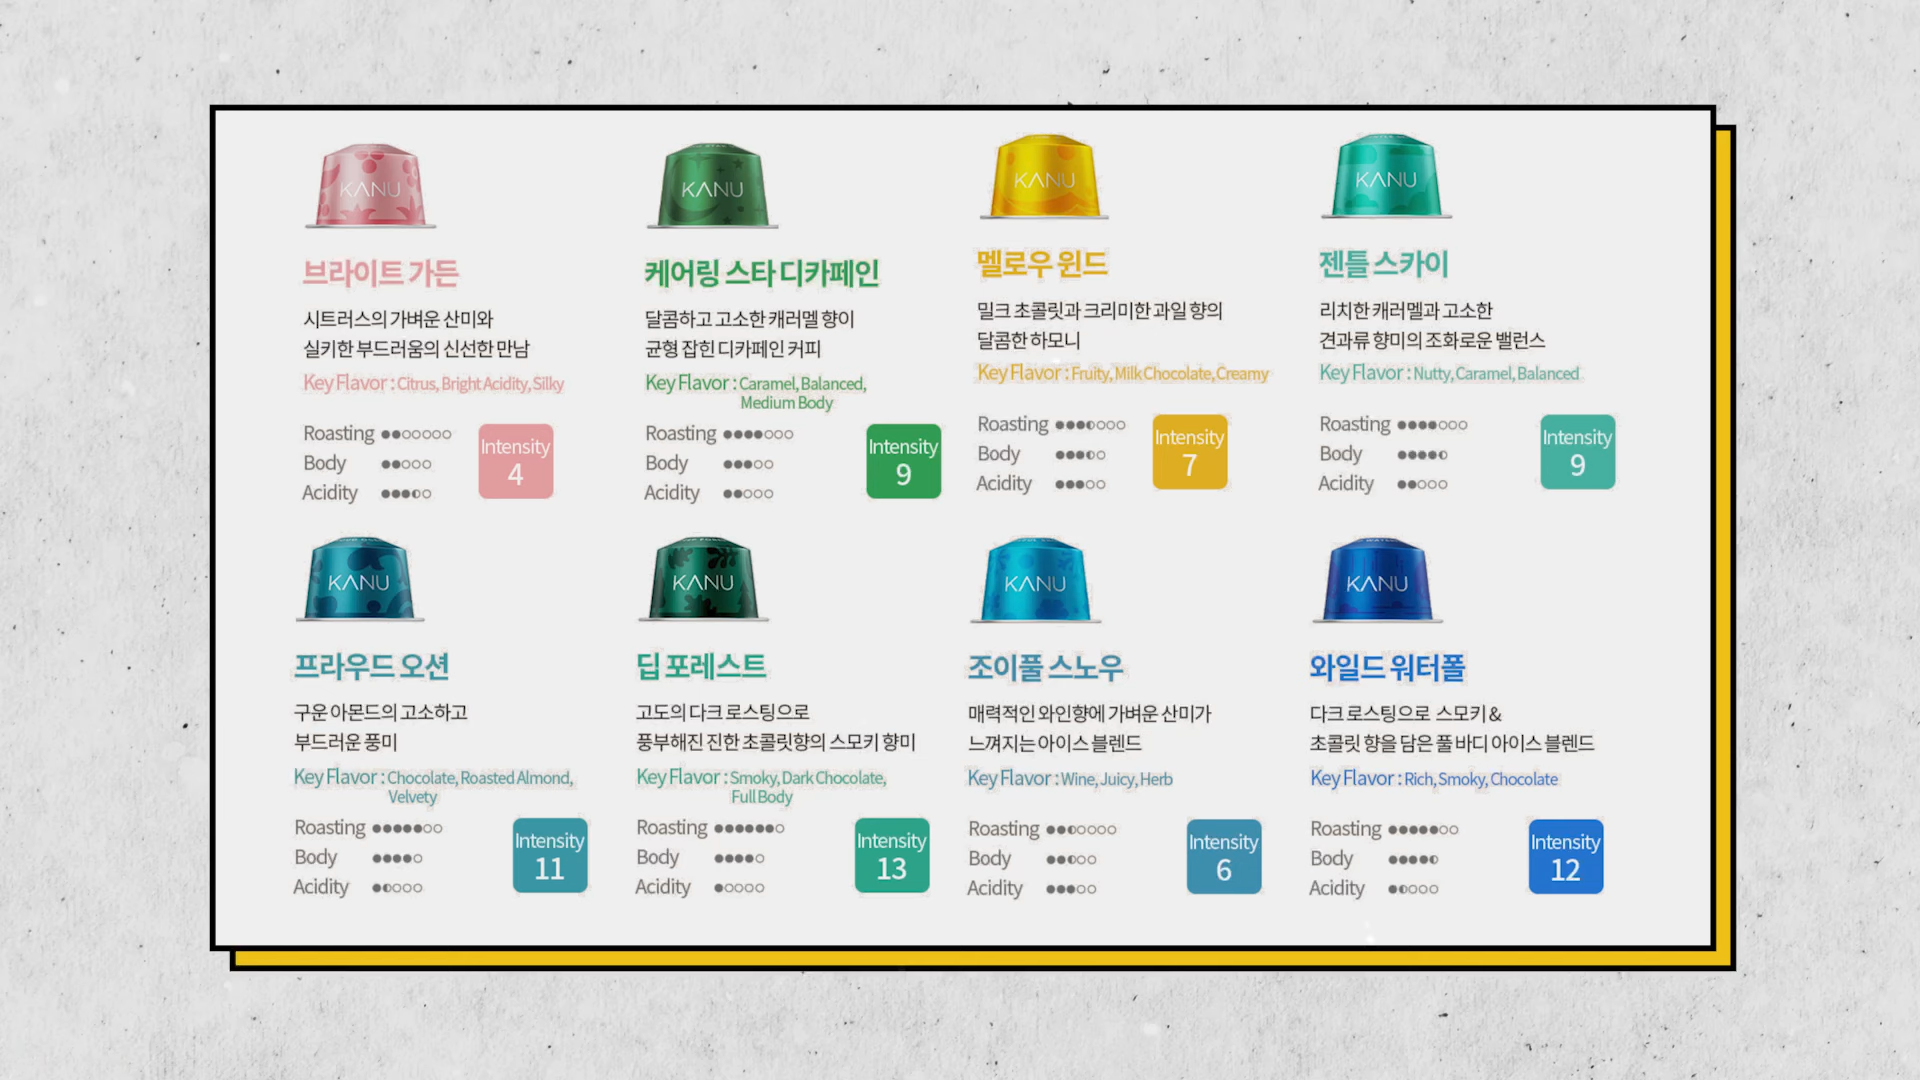 KANU
브라이트 가든
시트러스의 가벼운 산미와
실키한 부드러움의 신선한 만남
Key Flavor : Citrus, Bright Acidity, Silky
Roasting ●●○○○○○
Body ●●○○○
Acidity ●●●◐○
Intensity
4
KANU
케어링 스타 디카페인
달콤하고 고소한 캐러멜 향이
균형 잡힌 디카페인 커피
Key Flavor : Caramel, Balanced,
Medium Body
Roasting ●●●●○○○
Body ●●●○○
Acidity ●●○○○
Intensity
9
KANU
멜로우 윈드
밀크 초콜릿과 크리미한 과일 향의
달콤한 하모니
Key Flavor : Fruity, Milk Chocolate, Creamy
Roasting ●●●◐○○○
Body ●●●◐○
Acidity ●●●○○
Intensity
7
KANU
젠틀 스카이
리치한 캐러멜과 고소한
견과류 향미의 조화로운 밸런스
Key Flavor : Nutty, Caramel, Balanced
Roasting ●●●●○○○
Body ●●●●◐
Acidity ●●○○○
Intensity
9
KANU
프라우드 오션
구운 아몬드의 고소하고
부드러운 풍미
Key Flavor : Chocolate, Roasted Almond,
Velvety
Roasting ●●●●●○○
Body ●●●●○
Acidity ●◐○○○
Intensity
11
KANU
딥 포레스트
고도의 다크 로스팅으로
풍부해진 진한 초콜릿향의 스모키 향미
Key Flavor : Smoky, Dark Chocolate,
Full Body
Roasting ●●●●●●○
Body ●●●●○
Acidity ●○○○○
Intensity
13
KANU
조이풀 스노우
매력적인 와인향에 가벼운 산미가
느껴지는 아이스 블렌드
Key Flavor : Wine, Juicy, Herb
Roasting ●●◐○○○○
Body ●●◐○○
Acidity ●●●○○
Intensity
6
KANU
와일드 워터폴
다크 로스팅으로 스모키 &
초콜릿 향을 담은 풀 바디 아이스 블렌드
Key Flavor : Rich, Smoky, Chocolate
Roasting ●●●●●○○
Body ●●●●◐
Acidity ●◐○○○
Intensity
12